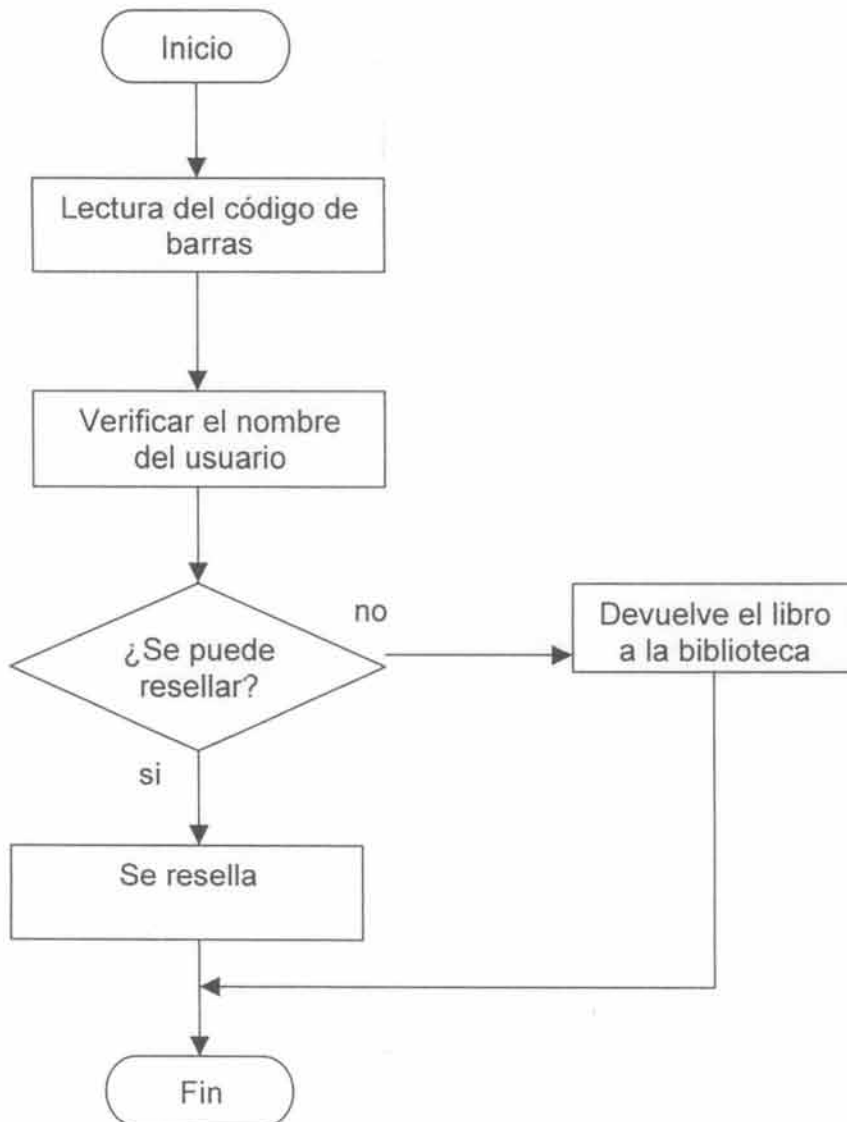 Inicio
Lectura del código de
barras
Verificar el nombre
del usuario
¿Se puede
resellar?
no
Devuelve el libro
a la biblioteca
si
Se resella
Fin